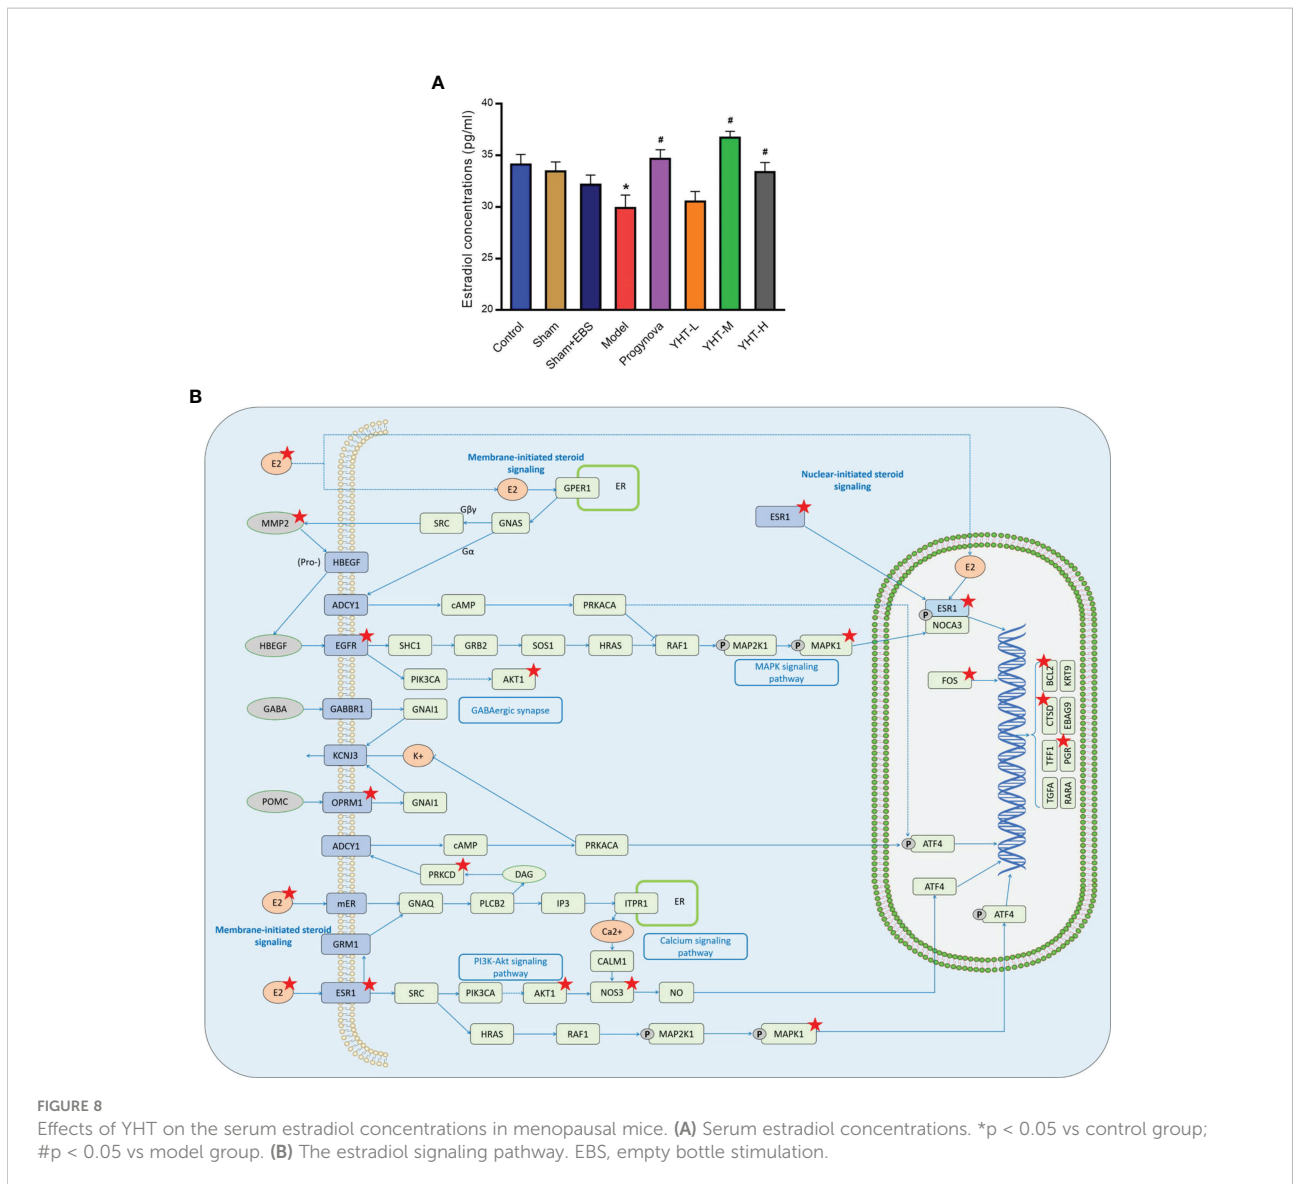 A
Estradiol concentrations (pg/ml)
40
35
30
25
20
*
#
#
#
Control
Sham
Sham+EBS
Model
Progynova
YHT-L
YHT-M
YHT-H
B
E2
Membrane-initiated steroid
signaling
E2
GPER1
ER
Nuclear-initiated steroid
signaling
MMP2
SRC
Gβγ
GNAS
ESR1
(Pro-)
HBEGF
Gα
E2
ADCY1
cAMP
PRKACA
ESR1
P
NOCA3
HBEGF
EGFR
SHC1
GRB2
SOS1
HRAS
RAF1
P
MAP2K1
P
MAPK1
MAPK signaling
pathway
PIK3CA
AKT1
FOS
BCL2
KRT9
GABA
GABBR1
GNAI1
GABAergic synapse
CTSD
EBAG9
KCNJ3
K+
TFF1
PGR
POMC
OPRM1
GNAI1
TGFA
RARA
ADCY1
cAMP
PRKACA
P
ATF4
PRKCD
DAG
ATF4
E2
mER
GNAQ
PLCB2
IP3
ITPR1
ER
P
ATF4
Membrane-initiated steroid
signaling
Ca2+
GRM1
Calcium signaling
pathway
PI3K-Akt signaling
pathway
CALM1
E2
ESR1
SRC
PIK3CA
AKT1
NOS3
NO
HRAS
RAF1
P
MAP2K1
P
MAPK1
FIGURE 8
Effects of YHT on the serum estradiol concentrations in menopausal mice. (A) Serum estradiol concentrations. *p < 0.05 vs control group;
#p < 0.05 vs model group. (B) The estradiol signaling pathway. EBS, empty bottle stimulation.